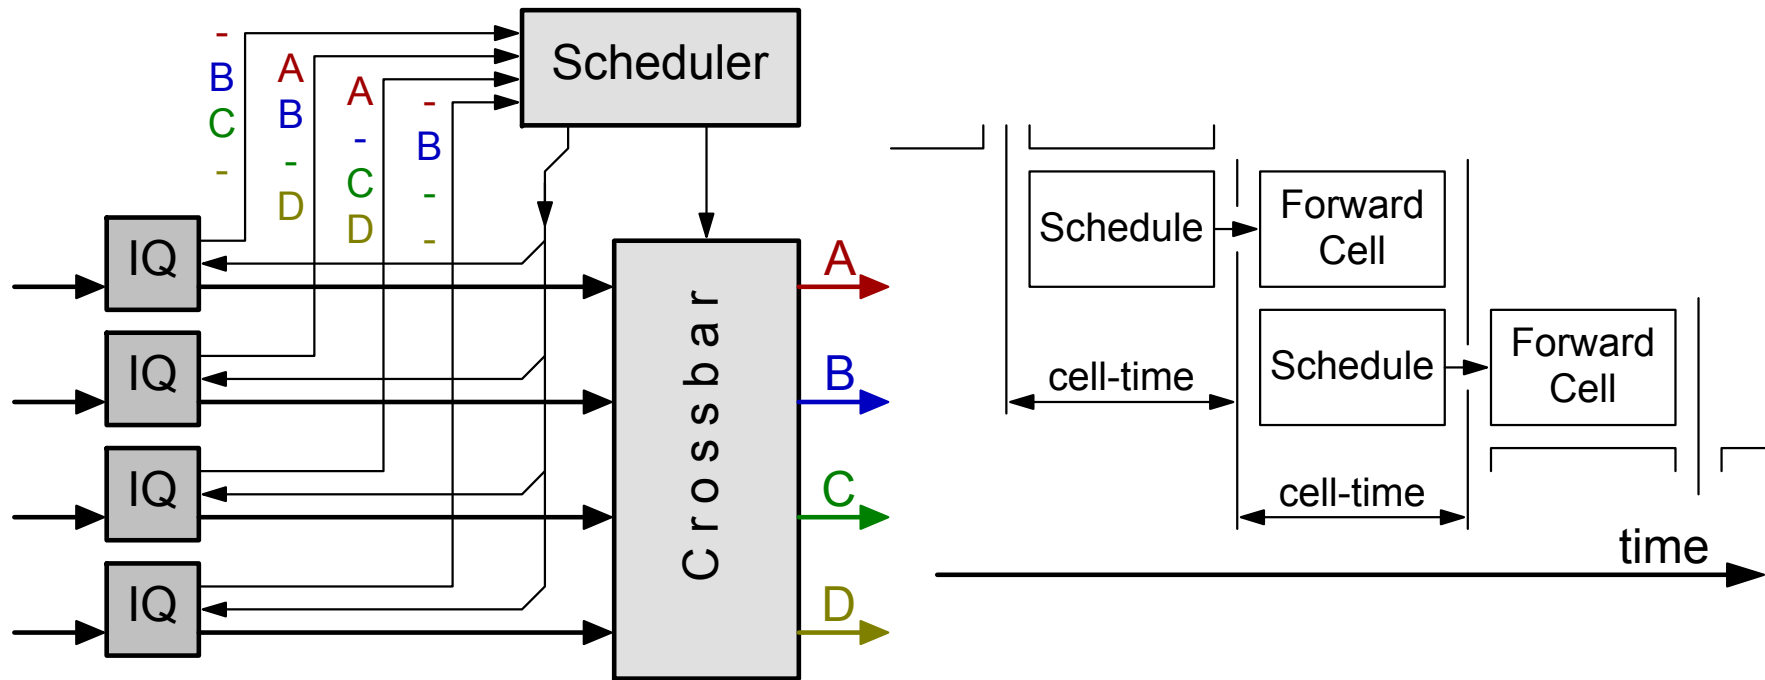 Scheduler
-
B
C
-
A
B
-
D
A
-
C
D
-
B
-
-
IQ
IQ
IQ
IQ
Crossbar
A
B
C
D
Schedule
Forward
Cell
cell-time
Schedule
Forward
Cell
cell-time
time